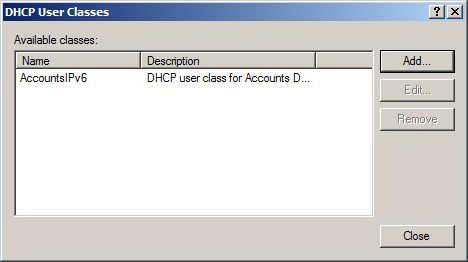 DHCP User Classes
Available classes:
Name Description
AccountsIPv6 DHCP user class for Accounts D...
Add...
Edit...
Remove
Close